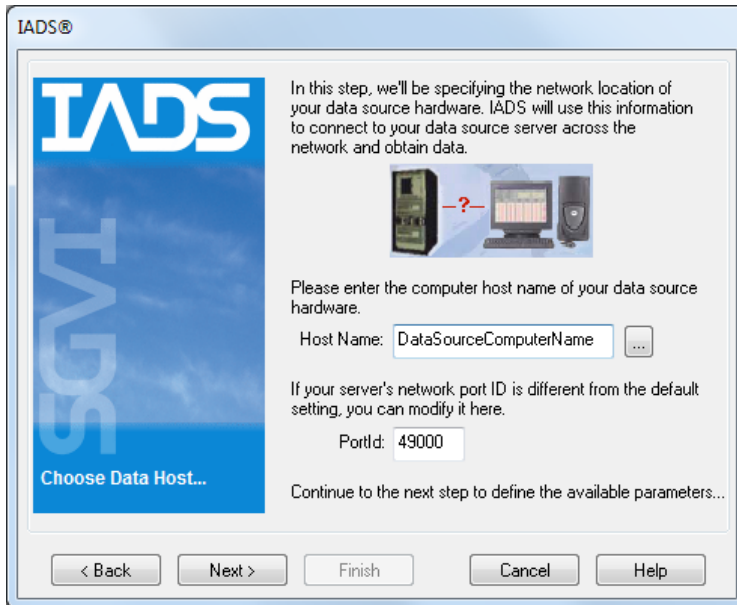 IADS®
IADS
IADS
In this step, we'll be specifying the network location of
your data source hardware. IADS will use this information
to connect to your data source server across the
network and obtain data.
–?–
Please enter the computer host name of your data source
hardware.
Host Name: DataSourceComputerName ...
If your server's network port ID is different from the default
setting, you can modify it here.
PortId: 49000
Choose Data Host...
Continue to the next step to define the available parameters...
< Back Next > Finish Cancel Help